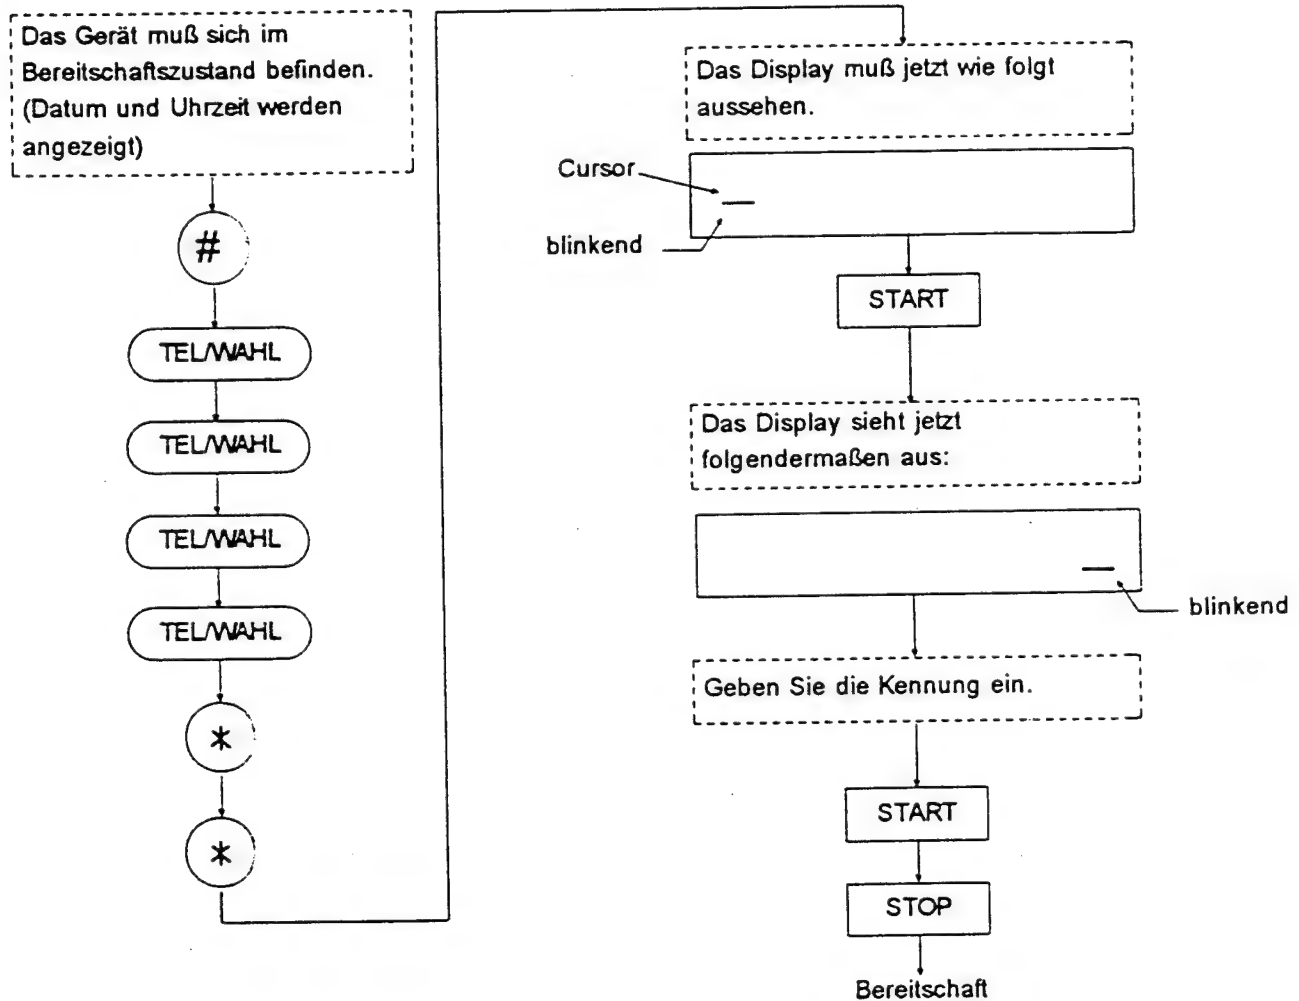 Das Gerät muß sich im
Bereitschaftszustand befinden.
(Datum und Uhrzeit werden
angezeigt)
#
TEL/WAHL
TEL/WAHL
TEL/WAHL
TEL/WAHL
*
*
Das Display muß jetzt wie folgt
aussehen.
Cursor
blinkend
START
Das Display sieht jetzt
folgendermaßen aus:
blinkend
Geben Sie die Kennung ein.
START
STOP
Bereitschaft